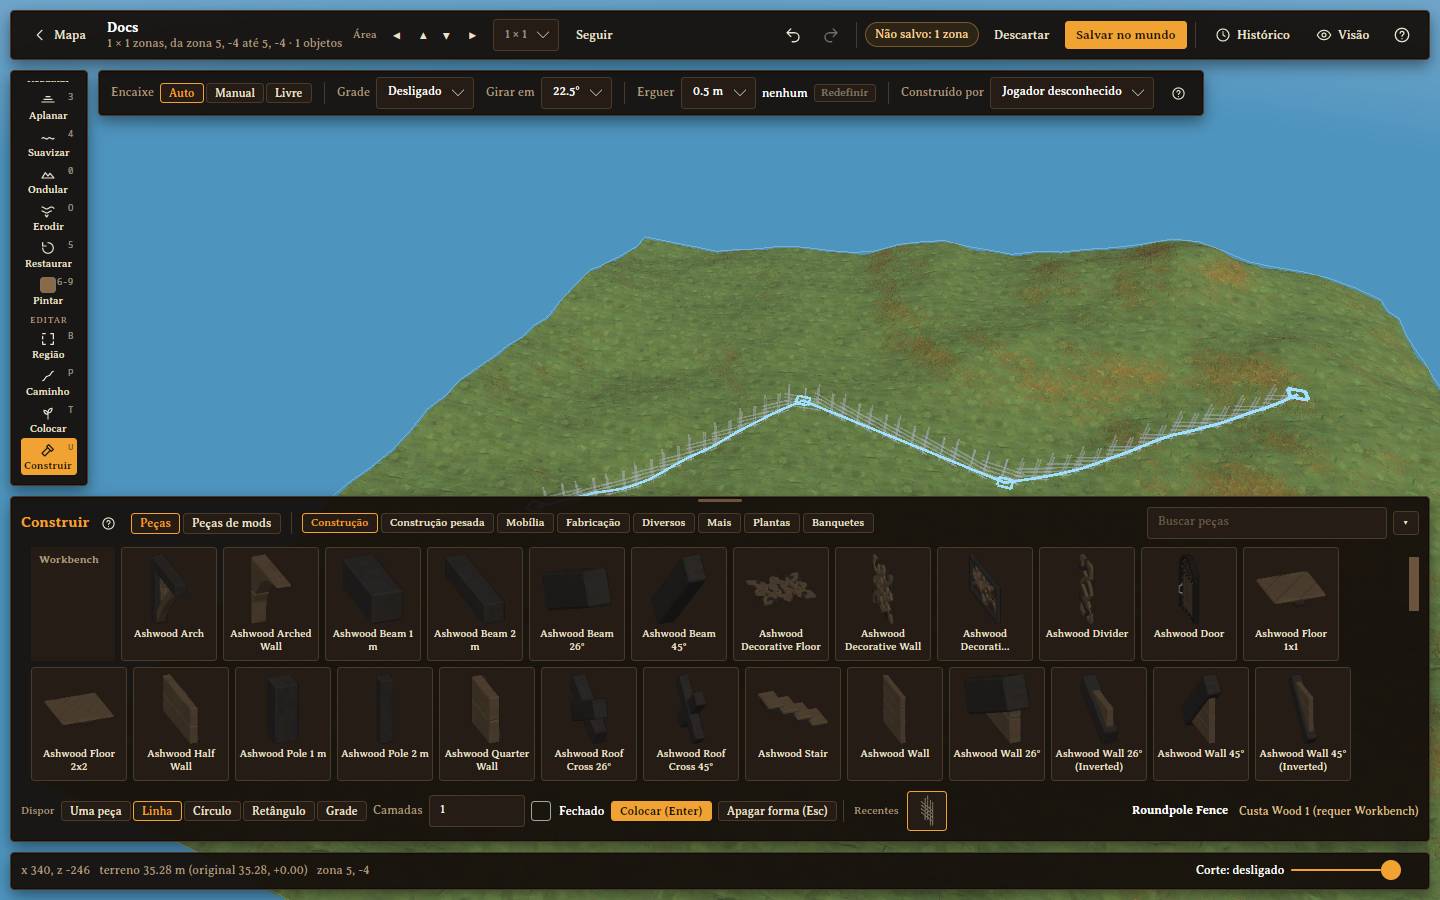 Mapa
Docs
1 × 1 zonas, da zona 5, -4 até 5, -4 · 1 objetos
Área
1 × 1
Seguir
Não salvo: 1 zona
Descartar
Salvar no mundo
Histórico
Visão
3
Aplanar
4
Suavizar
0
Ondular
O
Erodir
5
Restaurar
6-9
Pintar
EDITAR
B
Região
P
Caminho
T
Colocar
U
Construir
Encaixe
Auto
Manual
Livre
Grade
Desligado
Girar em
22.5°
Erguer
0.5 m
nenhum
Redefinir
Construído por
Jogador desconhecido
Construir
Peças
Peças de mods
Construção
Construção pesada
Mobília
Fabricação
Diversos
Mais
Plantas
Banquetes
Buscar peças
Workbench
Ashwood Arch
Ashwood Arched
Wall
Ashwood Beam 1
m
Ashwood Beam 2
m
Ashwood Beam
26°
Ashwood Beam
45°
Ashwood
Decorative Floor
Ashwood
Decorative Wall
Ashwood
Decorati...
Ashwood Divider
Ashwood Door
Ashwood Floor
1x1
Ashwood Floor
2x2
Ashwood Half
Wall
Ashwood Pole 1 m
Ashwood Pole 2 m
Ashwood Quarter
Wall
Ashwood Roof
Cross 26°
Ashwood Roof
Cross 45°
Ashwood Stair
Ashwood Wall
Ashwood Wall 26°
Ashwood Wall 26°
(Inverted)
Ashwood Wall 45°
Ashwood Wall 45°
(Inverted)
Dispor
Uma peça
Linha
Círculo
Retângulo
Grade
Camadas
1
Fechado
Colocar (Enter)
Apagar forma (Esc)
Recentes
Roundpole Fence
Custa Wood 1 (requer Workbench)
x 340, z -246 terreno 35.28 m (original 35.28, +0.00) zona 5, -4
Corte: desligado